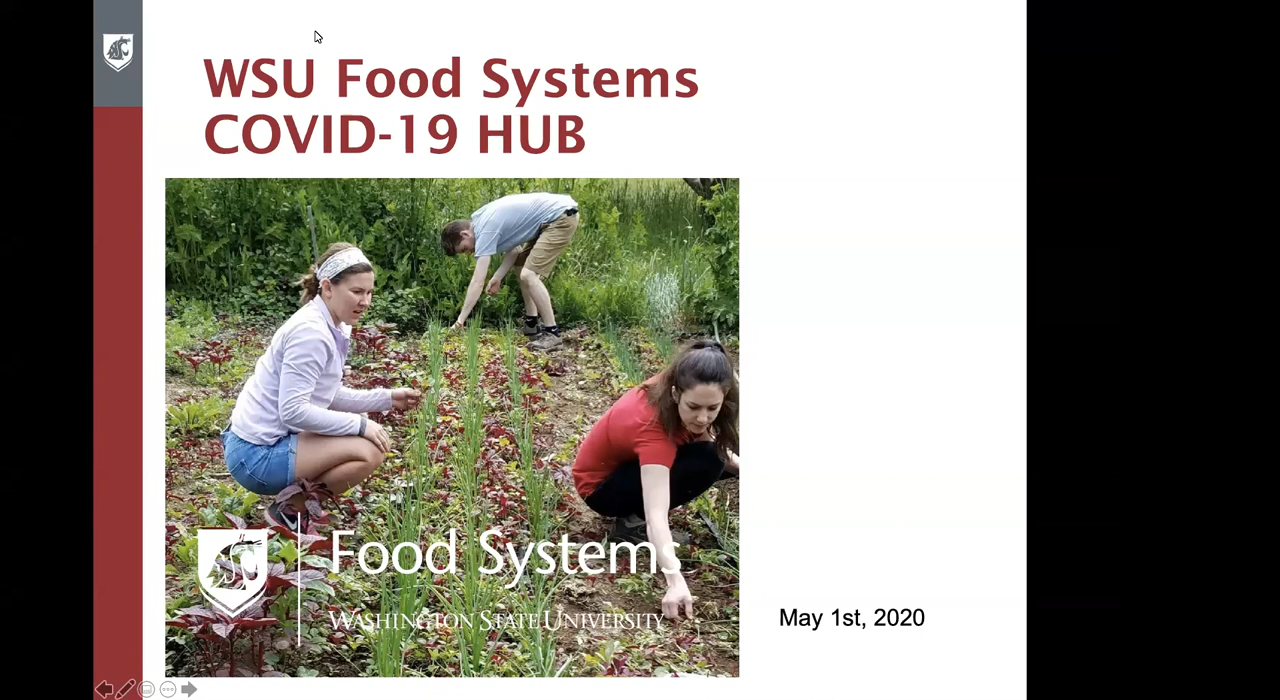 WSU Food Systems
COVID-19 HUB
Food Systems
WASHINGTON STATE UNIVERSITY
May 1st, 2020